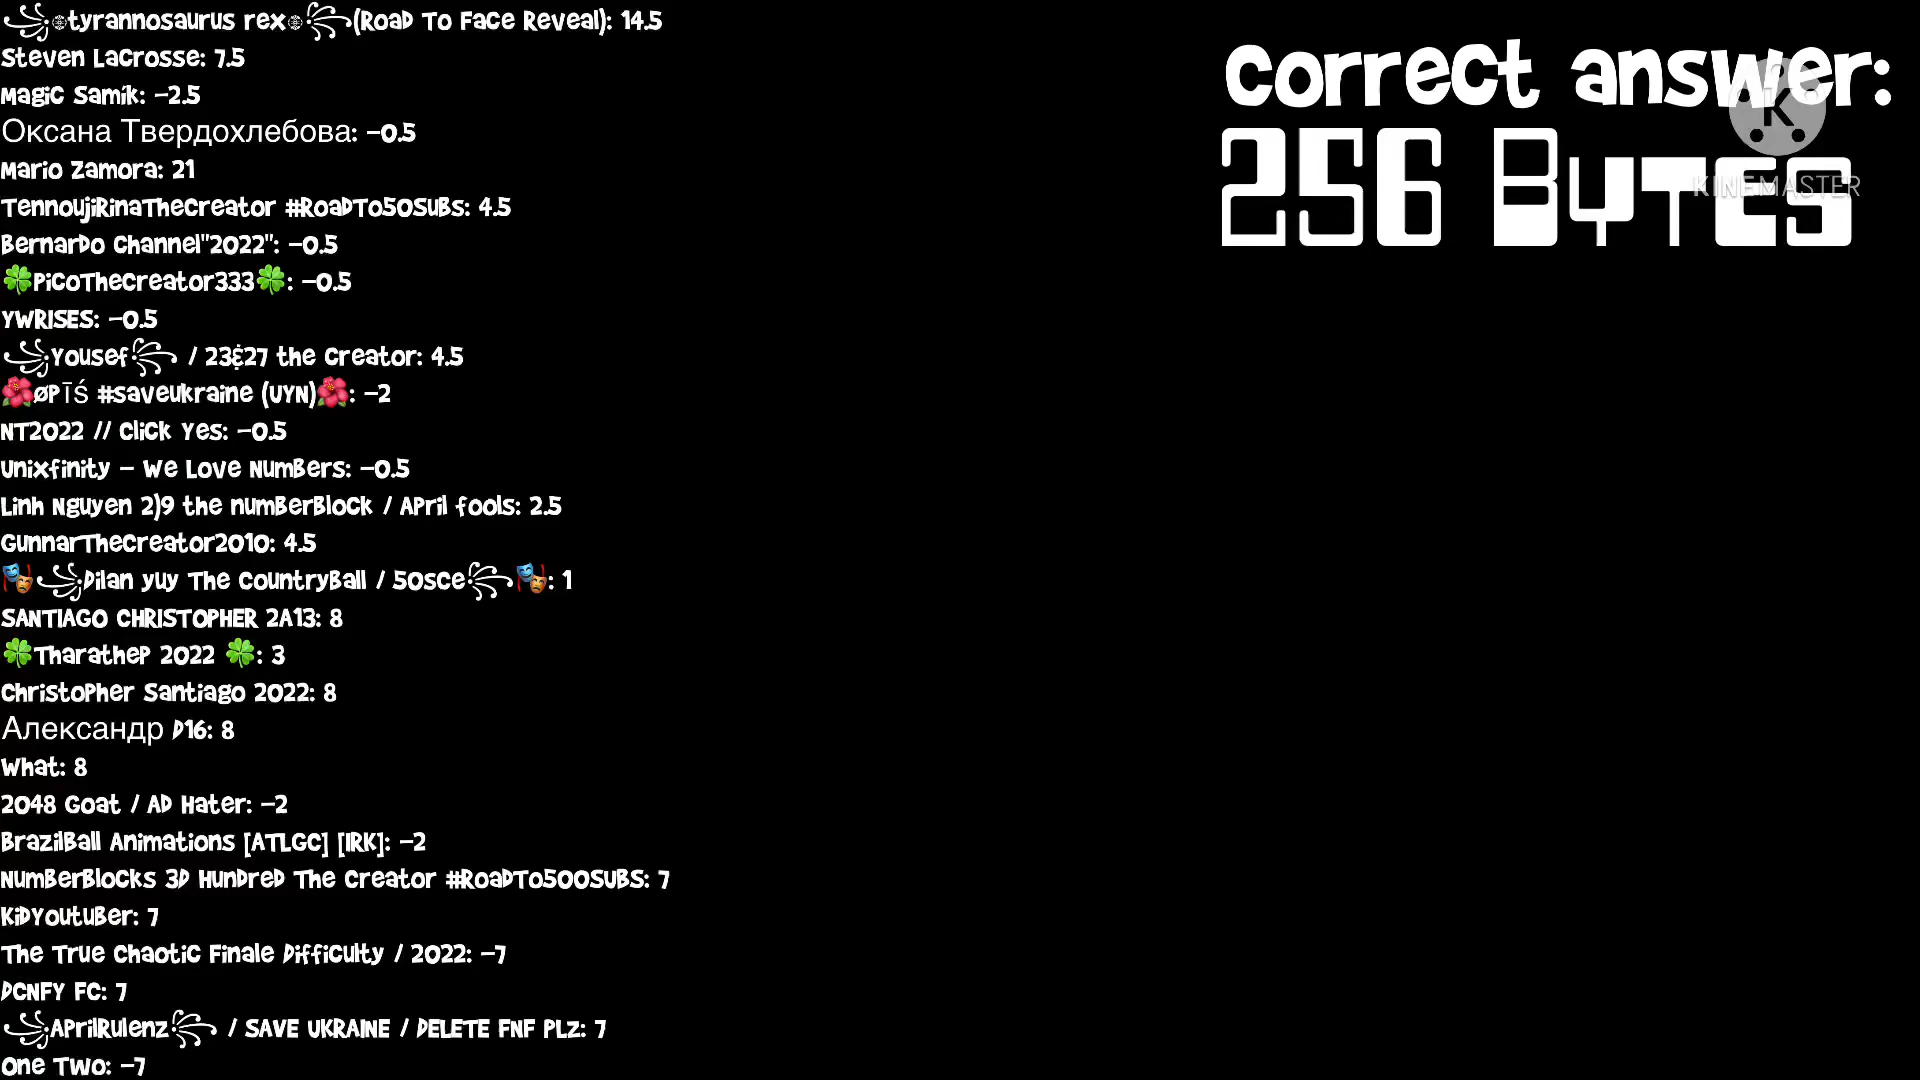 ꧁༺tyrannosaurus rex༻꧂(Road To Face Reveal): 14.5
Steven Lacrosse: 7.5
Magic Samik: -2.5
Оксана Твердохлебова: -0.5
Mario Zamora: 21
TennoujiRinaTheCreator #RoadTo50Subs: 4.5
Bernardo Channel"2022": -0.5
🍀PicoTheCreator333🍀: -0.5
YWRISES: -0.5
꧁Yousef꧂ / 23&27 the Creator: 4.5
🌺ØPĪŚ #saveukraine (UYN)🌺: -2
NT2022 // Click Yes: -0.5
Unixfinity - We Love Numbers: -0.5
Linh Nguyen 2)9 the numberblock / April fools: 2.5
GunnarTheCreator2010: 4.5
🎭꧁Dilan yuy The Countryball / 50sce꧂🎭: 1
SANTIAGO CHRISTOPHER 2A13: 8
🍀Tharathep 2022 🍀: 3
Christopher Santiago 2022: 8
Александр D16: 8
What: 8
2048 Goat / AD Hater: -2
BrazilBall Animations [ATLGC] [IRK]: -2
NumberBlocks 3D Hundred The Creator #RoadTo500SUBS: 7
KidYoutuber: 7
The True Chaotic Finale Difficulty / 2022: -7
DCNFY FC: 7
꧁AprilRulenz꧂ / SAVE UKRAINE / DELETE FNF PLZ: 7
One Two: -7
Correct answer:
256 Bytes
K
KINEMASTER